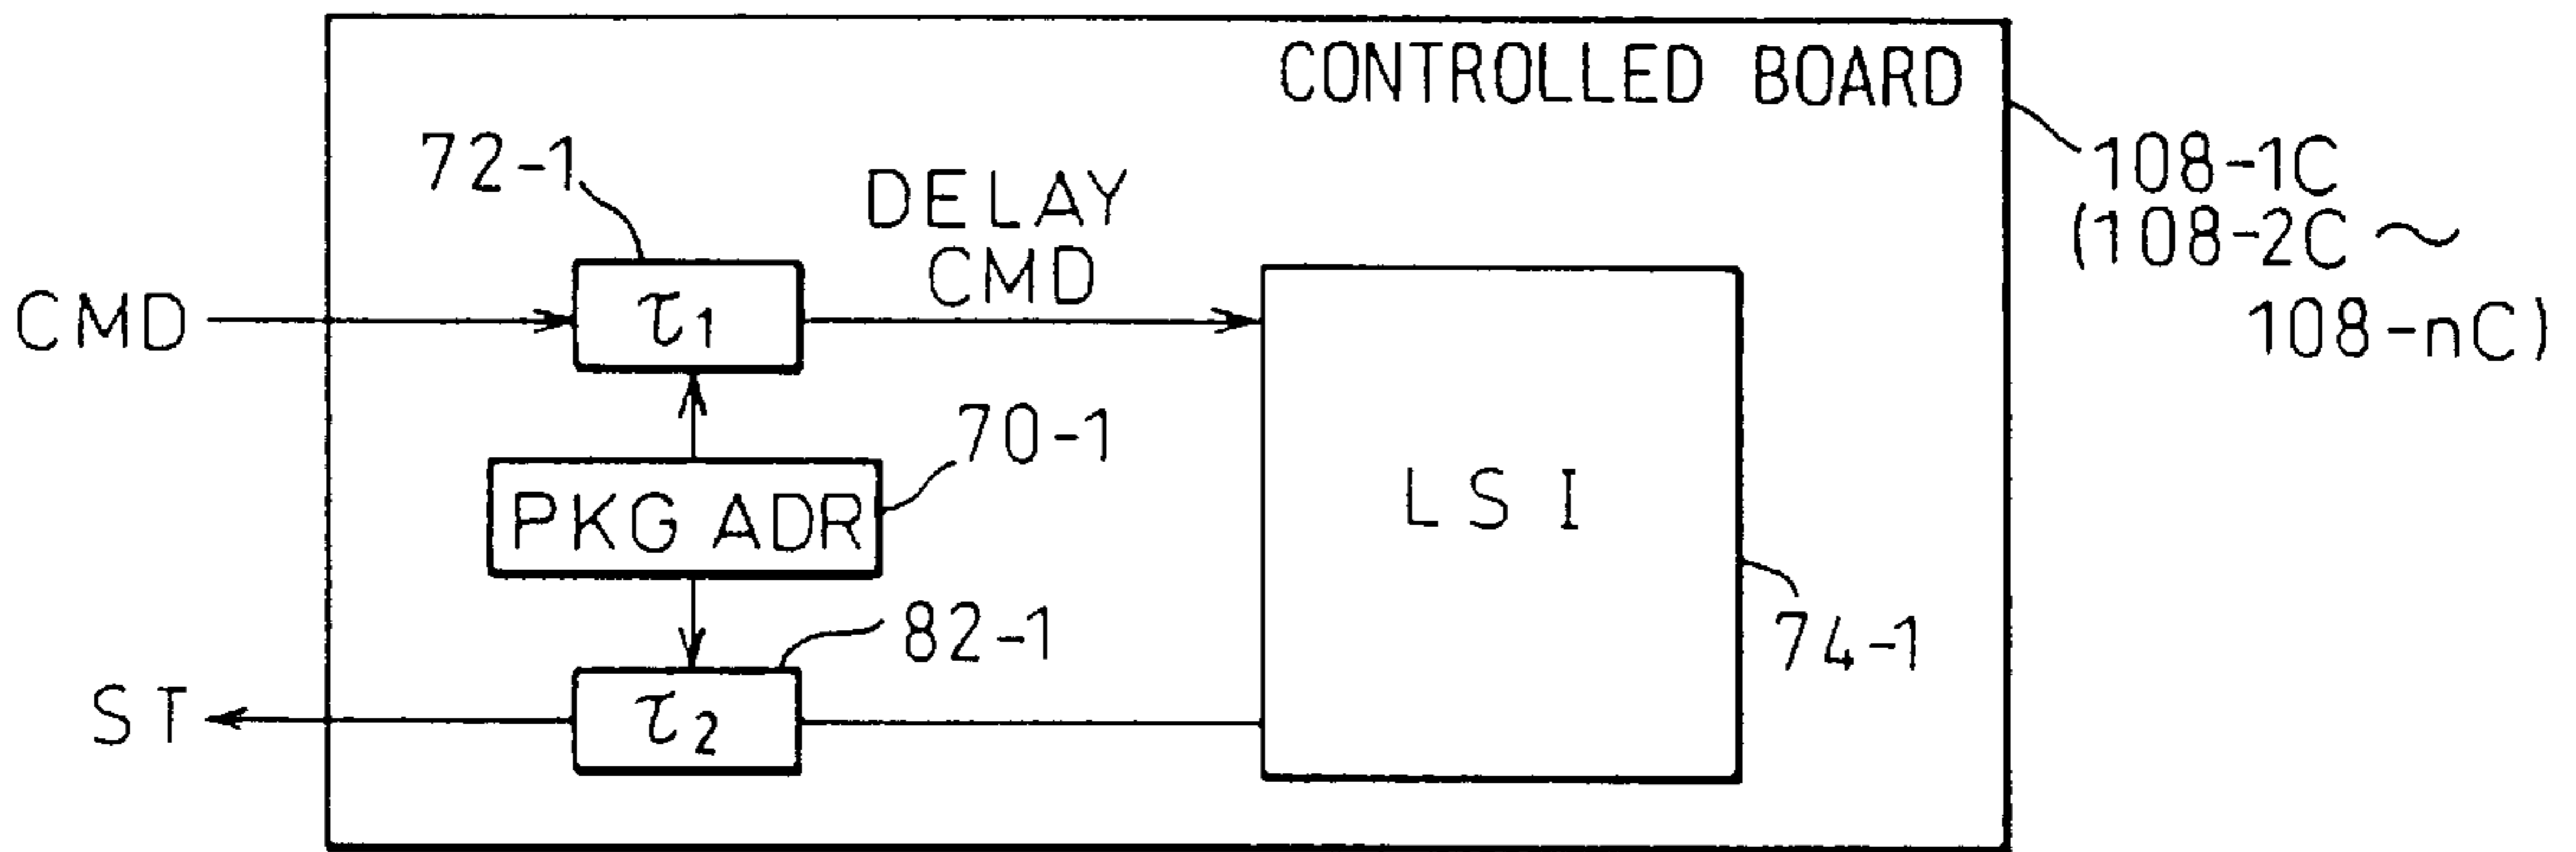 CONTROLLED BOARD
72-1
DELAY
CMD
108-1C
(108-2C ~
108-nC)
CMD
τ1
70-1
PKG ADR
LSI
82-1
74-1
ST
τ2